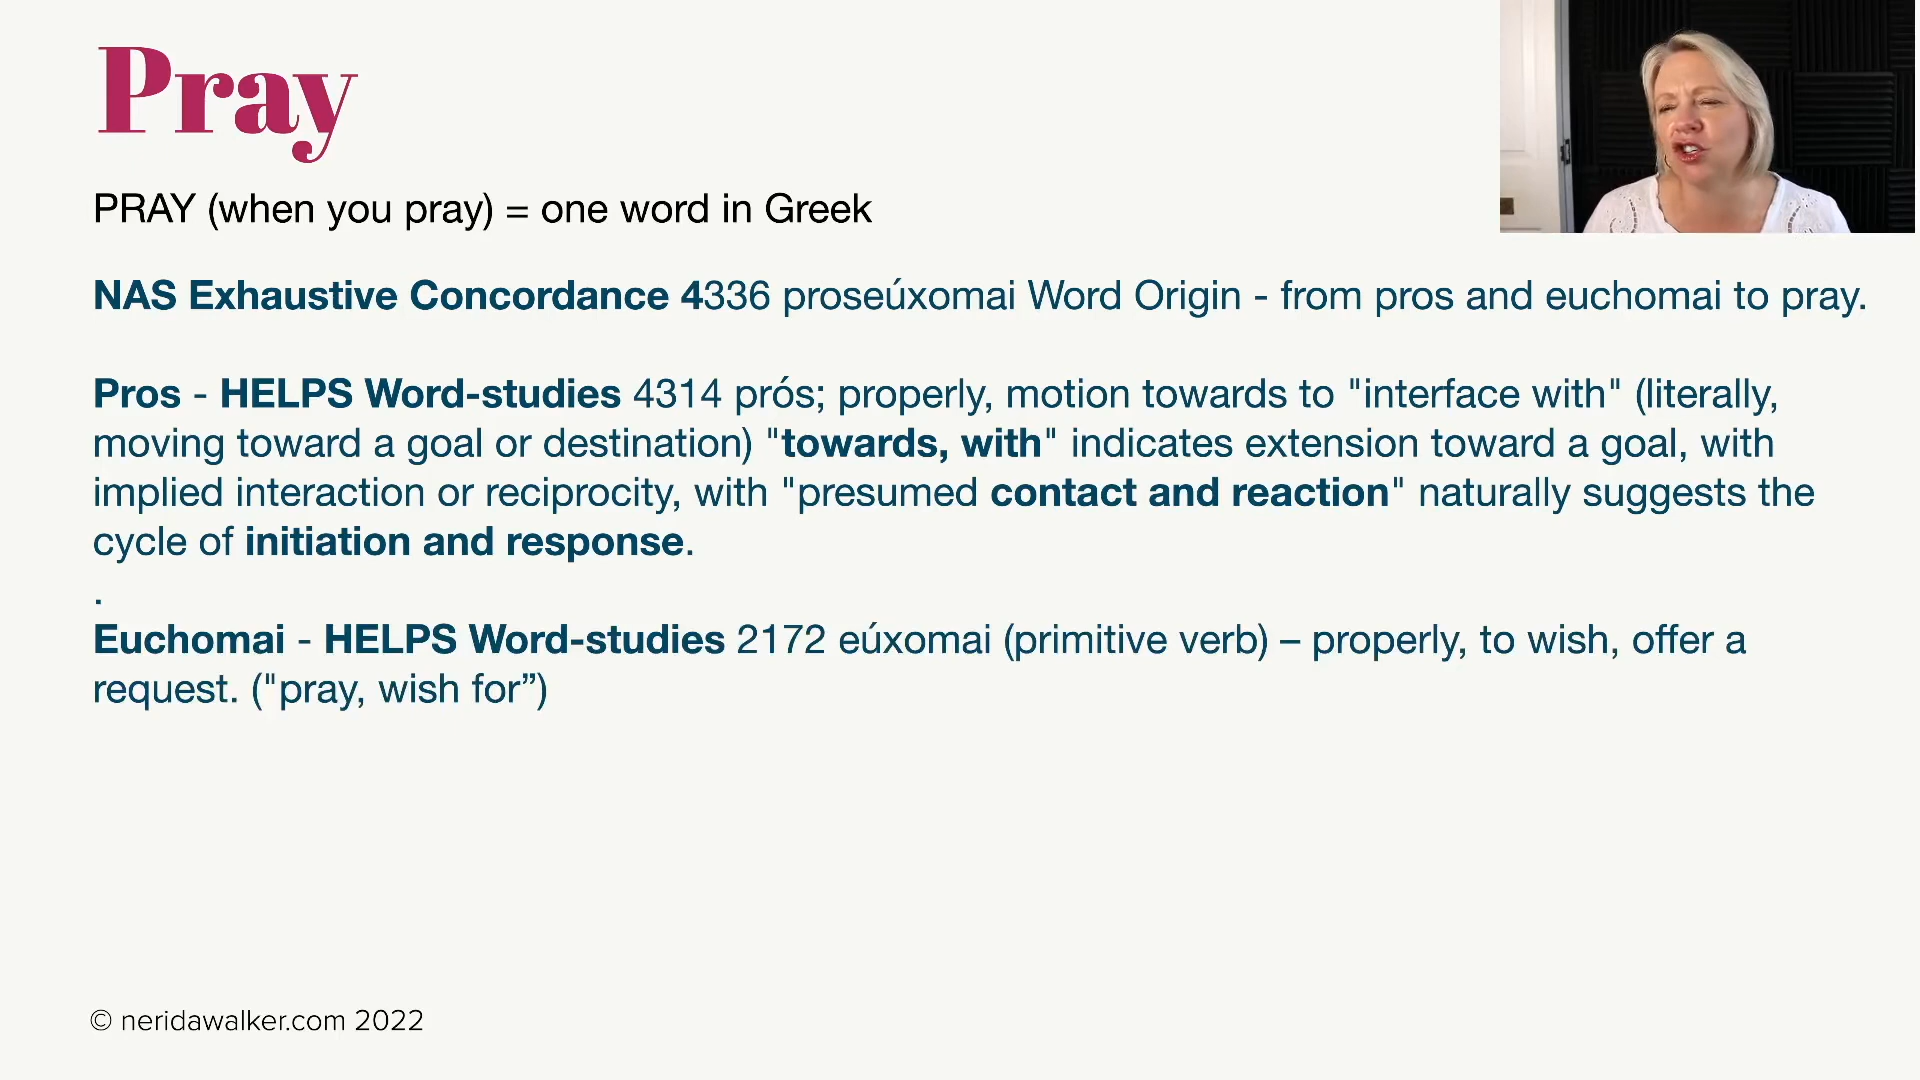 Pray
PRAY (when you pray) = one word in Greek
NAS Exhaustive Concordance 4336 proseúxomai Word Origin - from pros and euchomai to pray.
Pros - HELPS Word-studies 4314 prós; properly, motion towards to "interface with" (literally,
moving toward a goal or destination) "towards, with" indicates extension toward a goal, with
implied interaction or reciprocity, with "presumed contact and reaction" naturally suggests the
cycle of initiation and response.
.
Euchomai - HELPS Word-studies 2172 eúxomai (primitive verb) – properly, to wish, offer a
request. ("pray, wish for”)
© neridawalker.com 2022